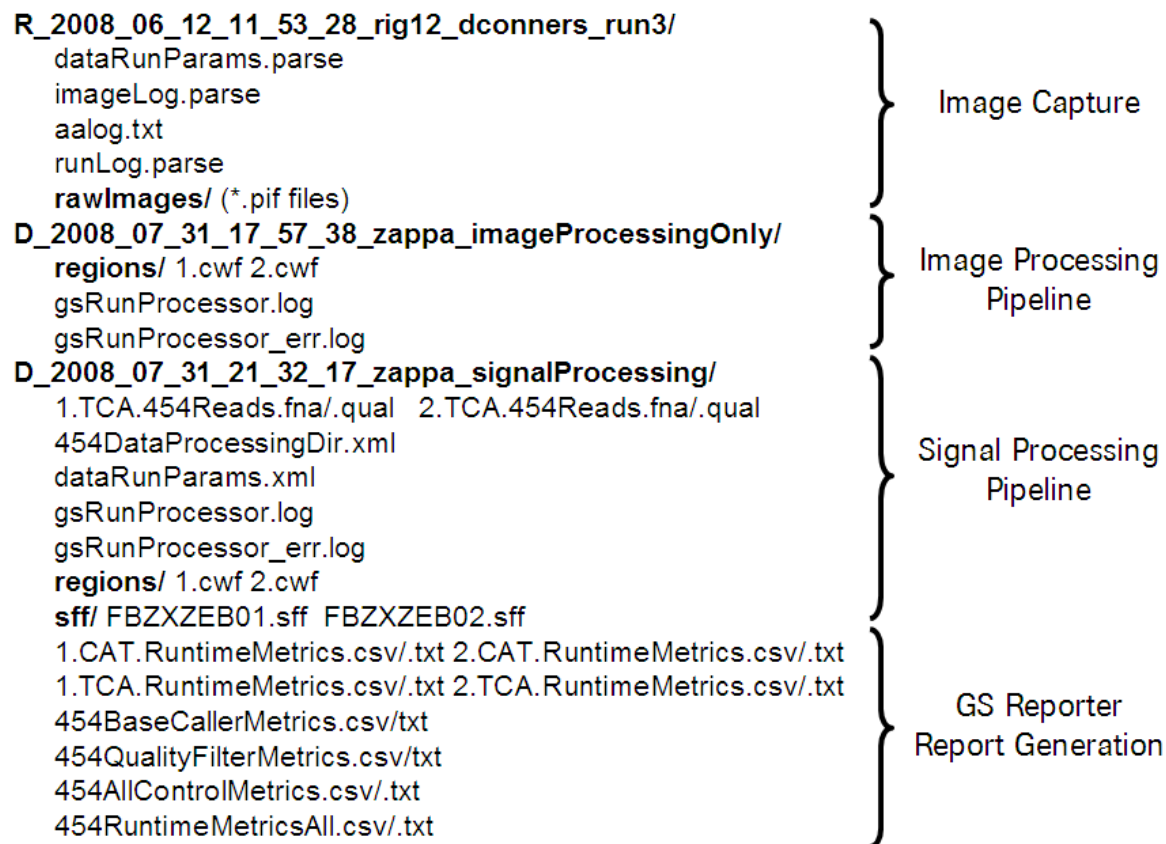 R_2008_06_12_11_53_28_rig12_dconners_run3/
dataRunParams.parse
imageLog.parse
aalog.txt
runLog.parse
rawImages/ (*.pif files)
Image Capture
D_2008_07_31_17_57_38_zappa_imageProcessingOnly/
regions/ 1.cwf 2.cwf
gsRunProcessor.log
gsRunProcessor_err.log
Image Processing
Pipeline
D_2008_07_31_21_32_17_zappa_signalProcessing/
1.TCA.454Reads.fna/.qual 2.TCA.454Reads.fna/.qual
454DataProcessingDir.xml
dataRunParams.xml
gsRunProcessor.log
gsRunProcessor_err.log
regions/ 1.cwf 2.cwf
sff/ FBZXZEB01.sff FBZXZEB02.sff
Signal Processing
Pipeline
1.CAT.RuntimeMetrics.csv/.txt 2.CAT.RuntimeMetrics.csv/.txt
1.TCA.RuntimeMetrics.csv/.txt 2.TCA.RuntimeMetrics.csv/.txt
454BaseCallerMetrics.csv/txt
454QualityFilterMetrics.csv/txt
454AllControlMetrics.csv/.txt
454RuntimeMetricsAll.csv/.txt
GS Reporter
Report Generation